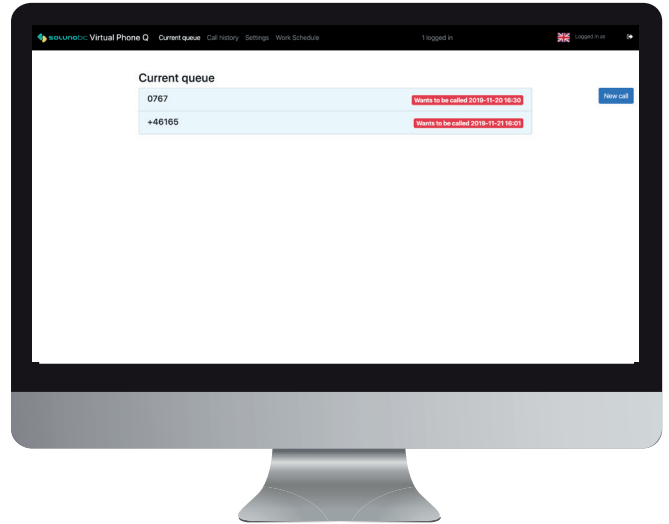 solunobc Virtual Phone Q Current queue Call history Settings Work Schedule 1 logged in Logged in as
Current queue
0767 Wants to be called 2019-11-20 16:30
New call
+46165 Wants to be called 2019-11-21 16:01